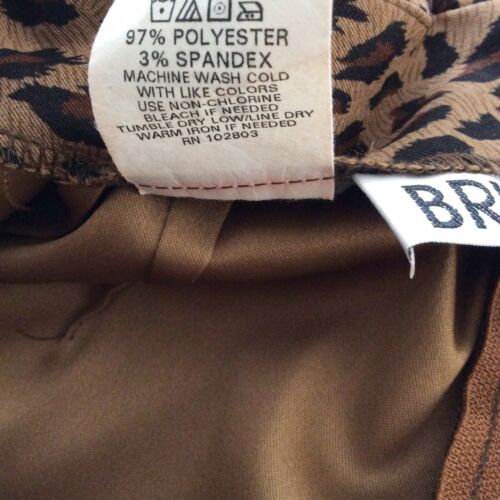 97% POLYESTER
3% SPANDEX
MACHINE WASH COLD
WITH LIKE COLORS
USE NON-CHLORINE
BLEACH IF NEEDED
TUMBLE DRY LOW/LINE DRY
WARM IRON IF NEEDED
RN 102803
BR